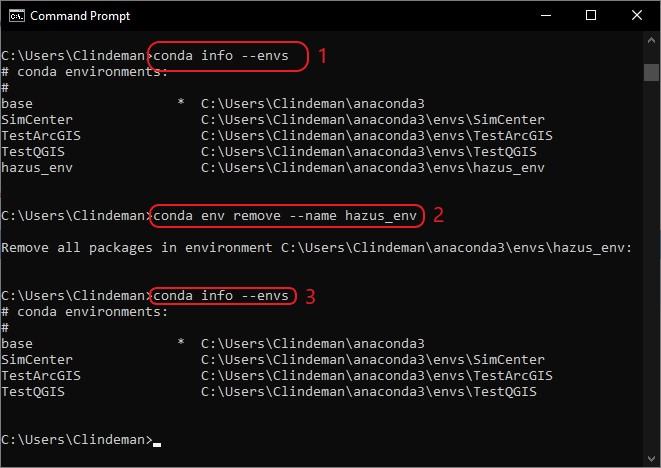 Command Prompt
C:\Users\Clindeman>conda info --envs 1
# conda environments:
#
base                  *  C:\Users\Clindeman\anaconda3
SimCenter                C:\Users\Clindeman\anaconda3\envs\SimCenter
TestArcGIS               C:\Users\Clindeman\anaconda3\envs\TestArcGIS
TestQGIS                 C:\Users\Clindeman\anaconda3\envs\TestQGIS
hazus_env                C:\Users\Clindeman\anaconda3\envs\hazus_env
C:\Users\Clindeman>conda env remove --name hazus_env 2
Remove all packages in environment C:\Users\Clindeman\anaconda3\envs\hazus_env:
C:\Users\Clindeman>conda info --envs 3
# conda environments:
#
base                  *  C:\Users\Clindeman\anaconda3
SimCenter                C:\Users\Clindeman\anaconda3\envs\SimCenter
TestArcGIS               C:\Users\Clindeman\anaconda3\envs\TestArcGIS
TestQGIS                 C:\Users\Clindeman\anaconda3\envs\TestQGIS
C:\Users\Clindeman>